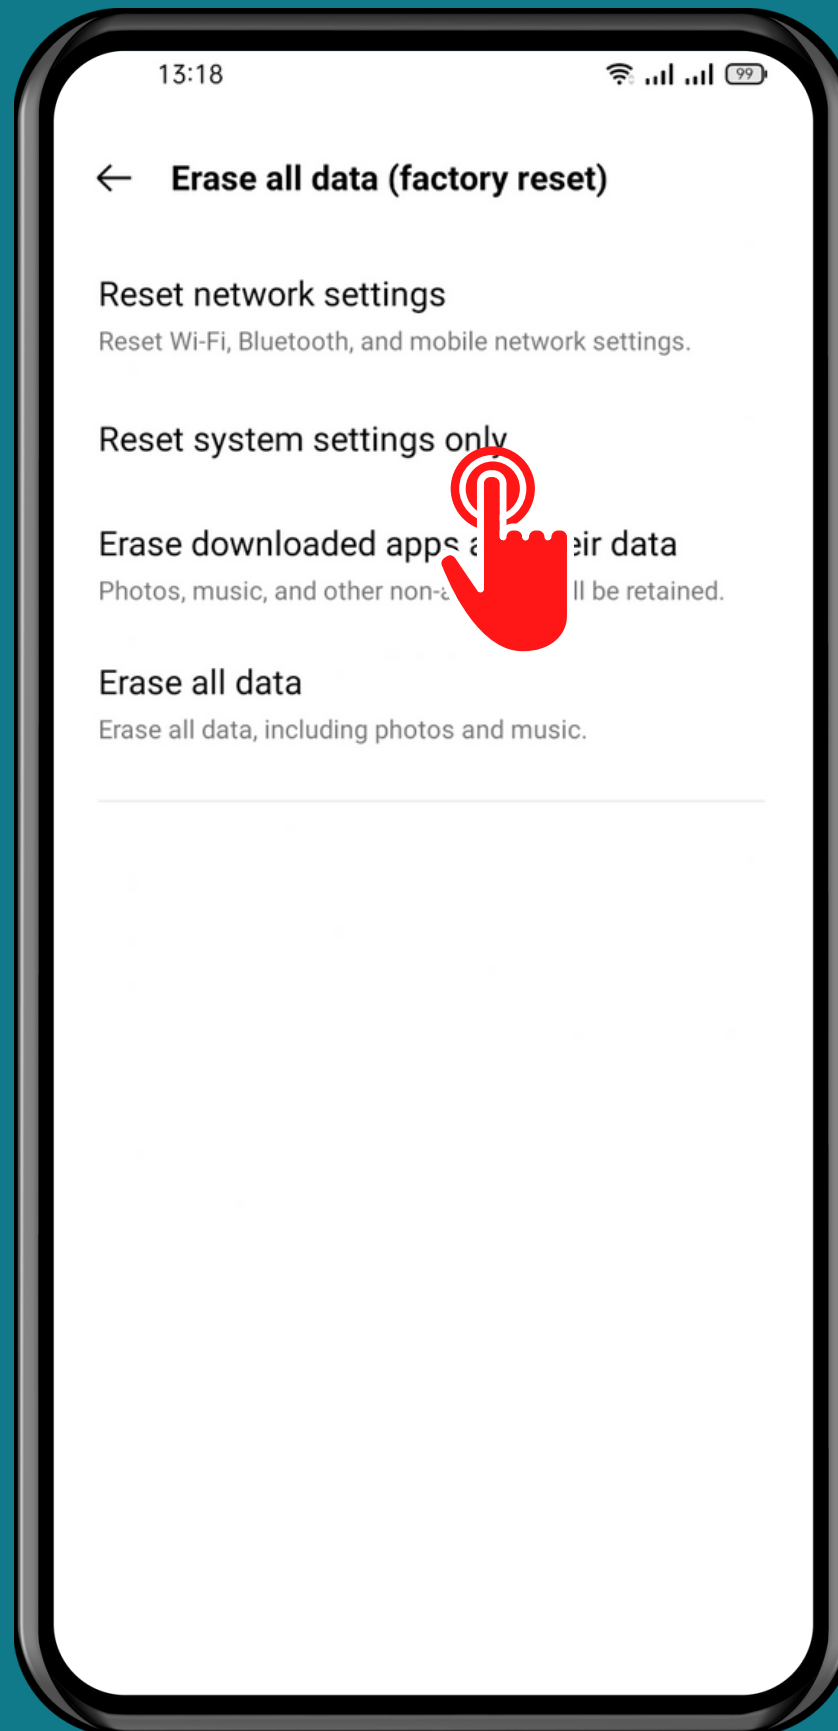 13:18
99
Erase all data (factory reset)
Reset network settings
Reset Wi-Fi, Bluetooth, and mobile network settings.
Reset system settings only
Erase downloaded apps eir data
Photos, music, and other non- ll be retained.
Erase all data
Erase all data, including photos and music.